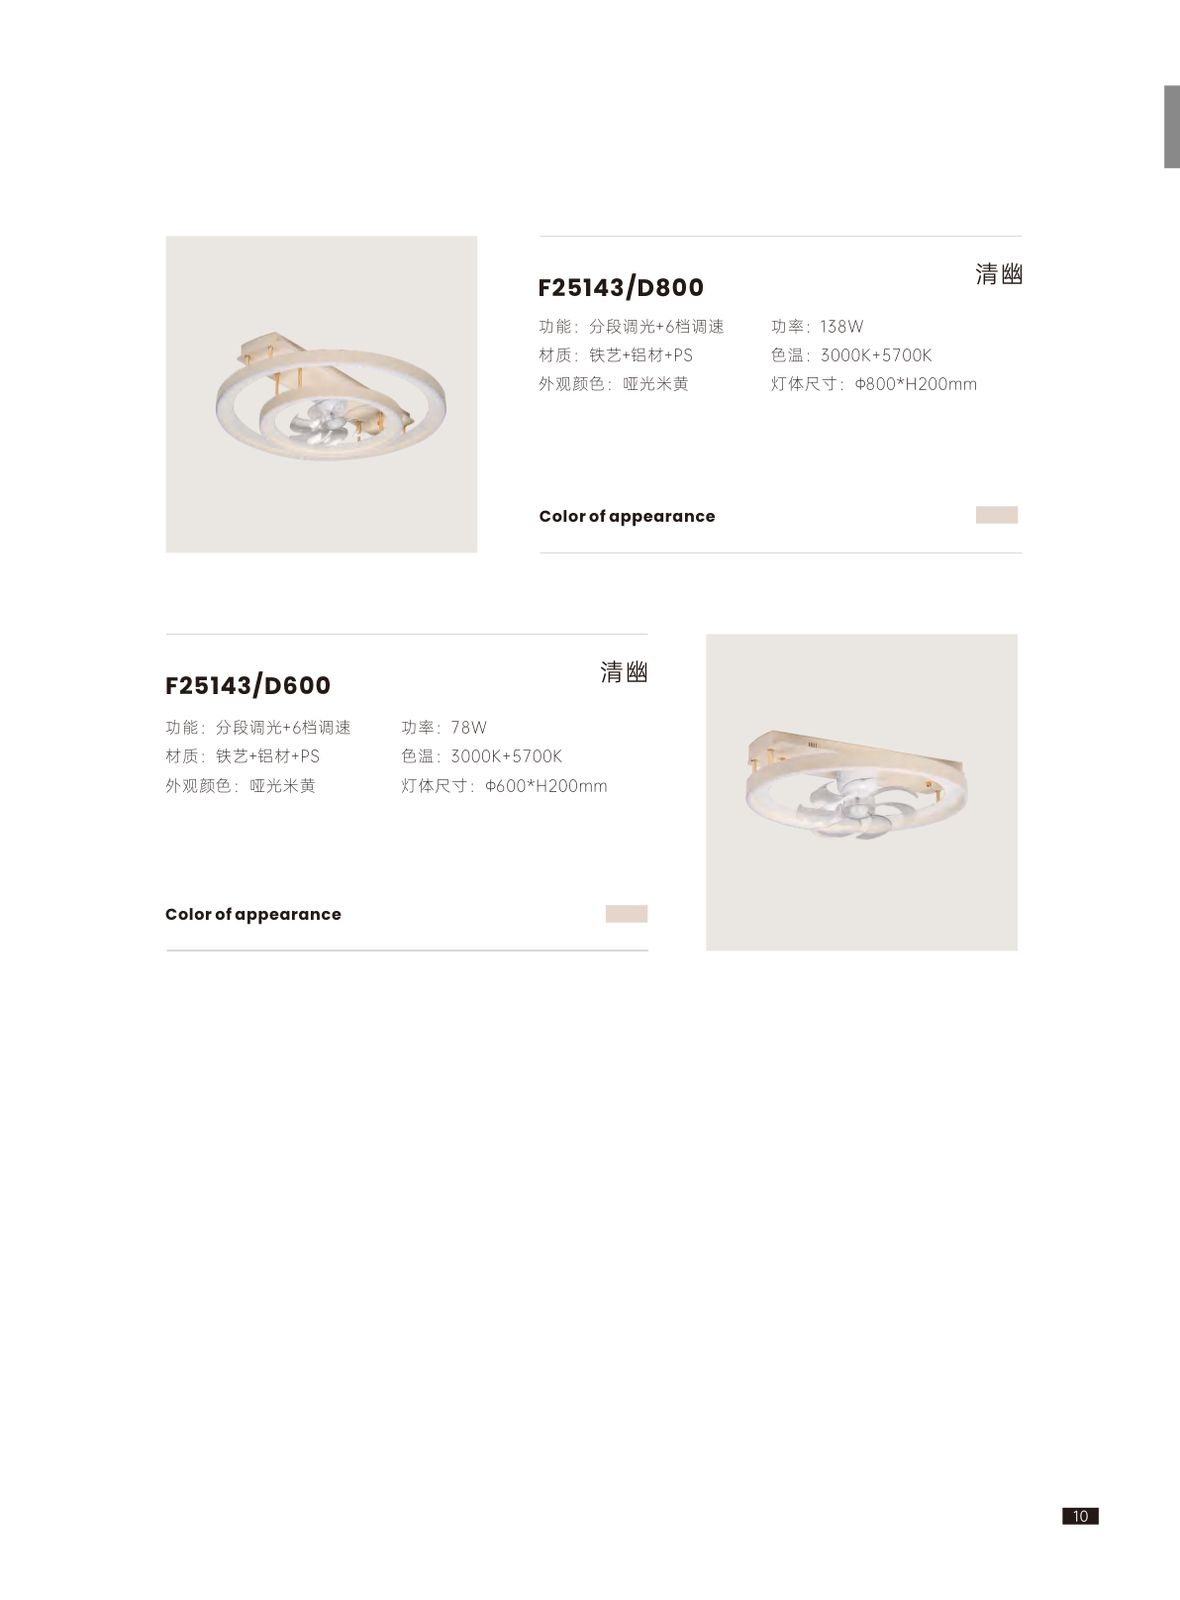 清幽
F25143/D800
功能：分段调光+6档调速 功率：138W
材质：铁艺+铝材+PS 色温：3000K+5700K
外观颜色：哑光米黄 灯体尺寸：Φ800*H200mm
Color of appearance
清幽
F25143/D600
功能：分段调光+6档调速 功率：78W
材质：铁艺+铝材+PS 色温：3000K+5700K
外观颜色：哑光米黄 灯体尺寸：Φ600*H200mm
Color of appearance
10